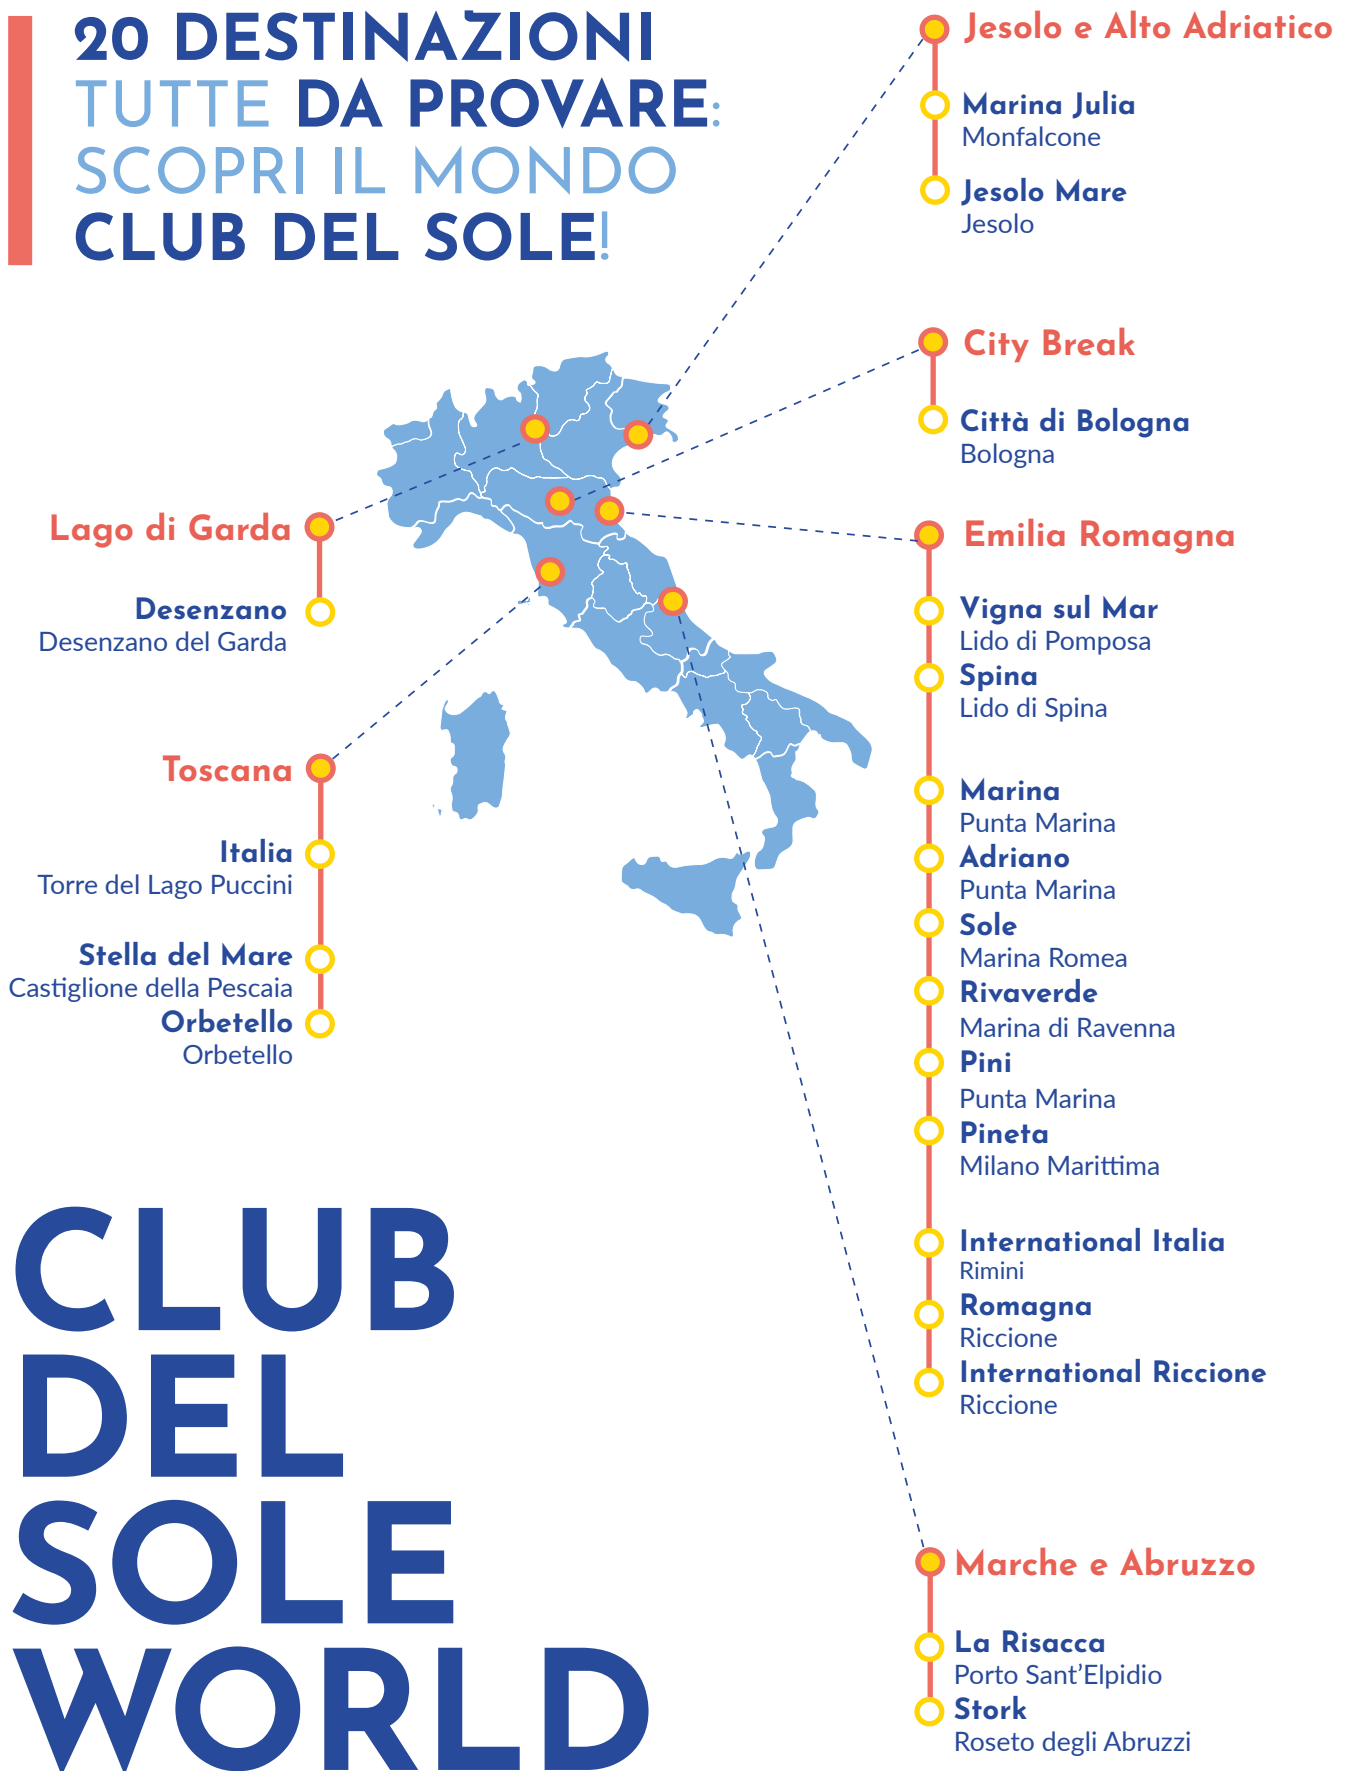 20 DESTINAZIONI
TUTTE DA PROVARE:
SCOPRI IL MONDO
CLUB DEL SOLE!
Jesolo e Alto Adriatico
Marina Julia
Monfalcone
Jesolo Mare
Jesolo
City Break
Città di Bologna
Bologna
Lago di Garda
Desenzano
Desenzano del Garda
Toscana
Italia
Torre del Lago Puccini
Stella del Mare
Castiglione della Pescaia
Orbetello
Orbetello
Emilia Romagna
Vigna sul Mar
Lido di Pomposa
Spina
Lido di Spina
Marina
Punta Marina
Adriano
Punta Marina
Sole
Marina Romea
Rivaverde
Marina di Ravenna
Pini
Punta Marina
Pineta
Milano Marittima
International Italia
Rimini
Romagna
Riccione
International Riccione
Riccione
Marche e Abruzzo
La Risacca
Porto Sant'Elpidio
Stork
Roseto degli Abruzzi
CLUB
DEL
SOLE
WORLD